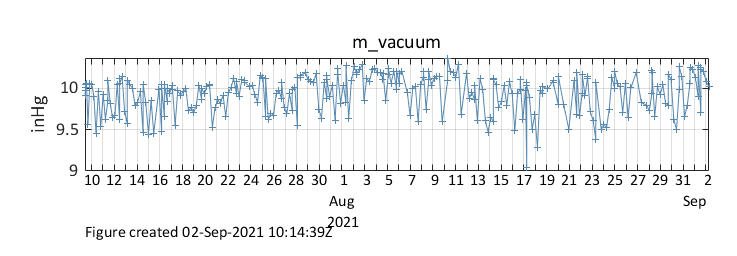 m_vacuum
inHg
10
9.5
9
10 12 14 16 18 20 22 24 26 28 30 1 3 5 7 9 11 13 15 17 19 21 23 25 27 29 31 2
Aug Sep
2021
Figure created 02-Sep-2021 10:14:39Z